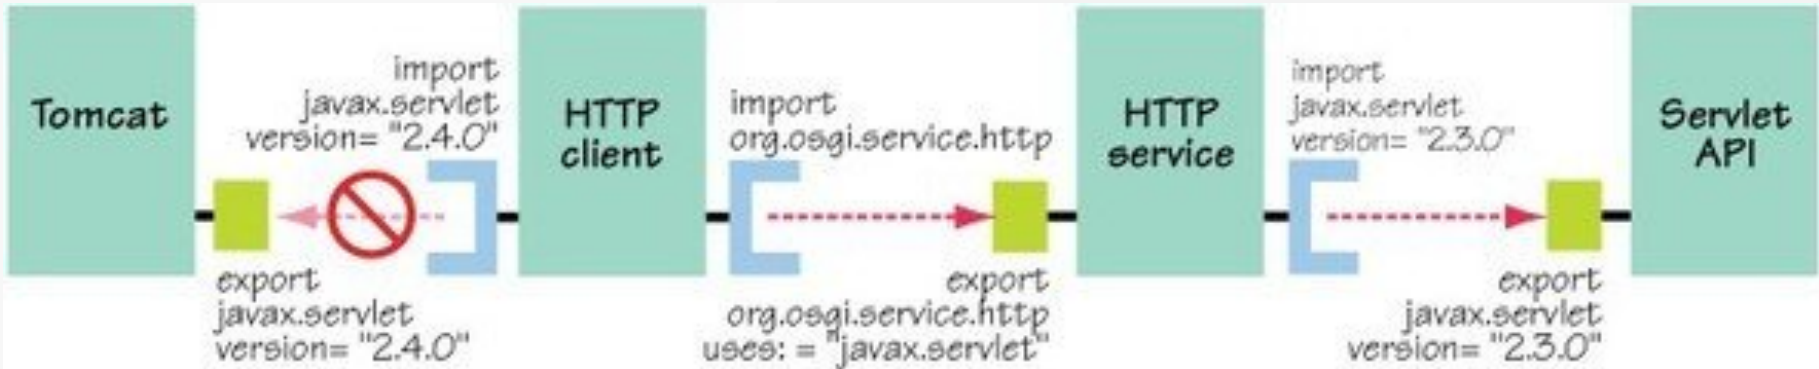 Tomcat
import
javax.servlet
version= "2.4.0"
export
javax.servlet
version= "2.4.0"
HTTP
client
import
org.osgi.service.http
export
org.osgi.service.http
uses: = "javax.servlet"
HTTP
service
import
javax.servlet
version= "2.3.0"
export
javax.servlet
version= "2.3.0"
Servlet
API